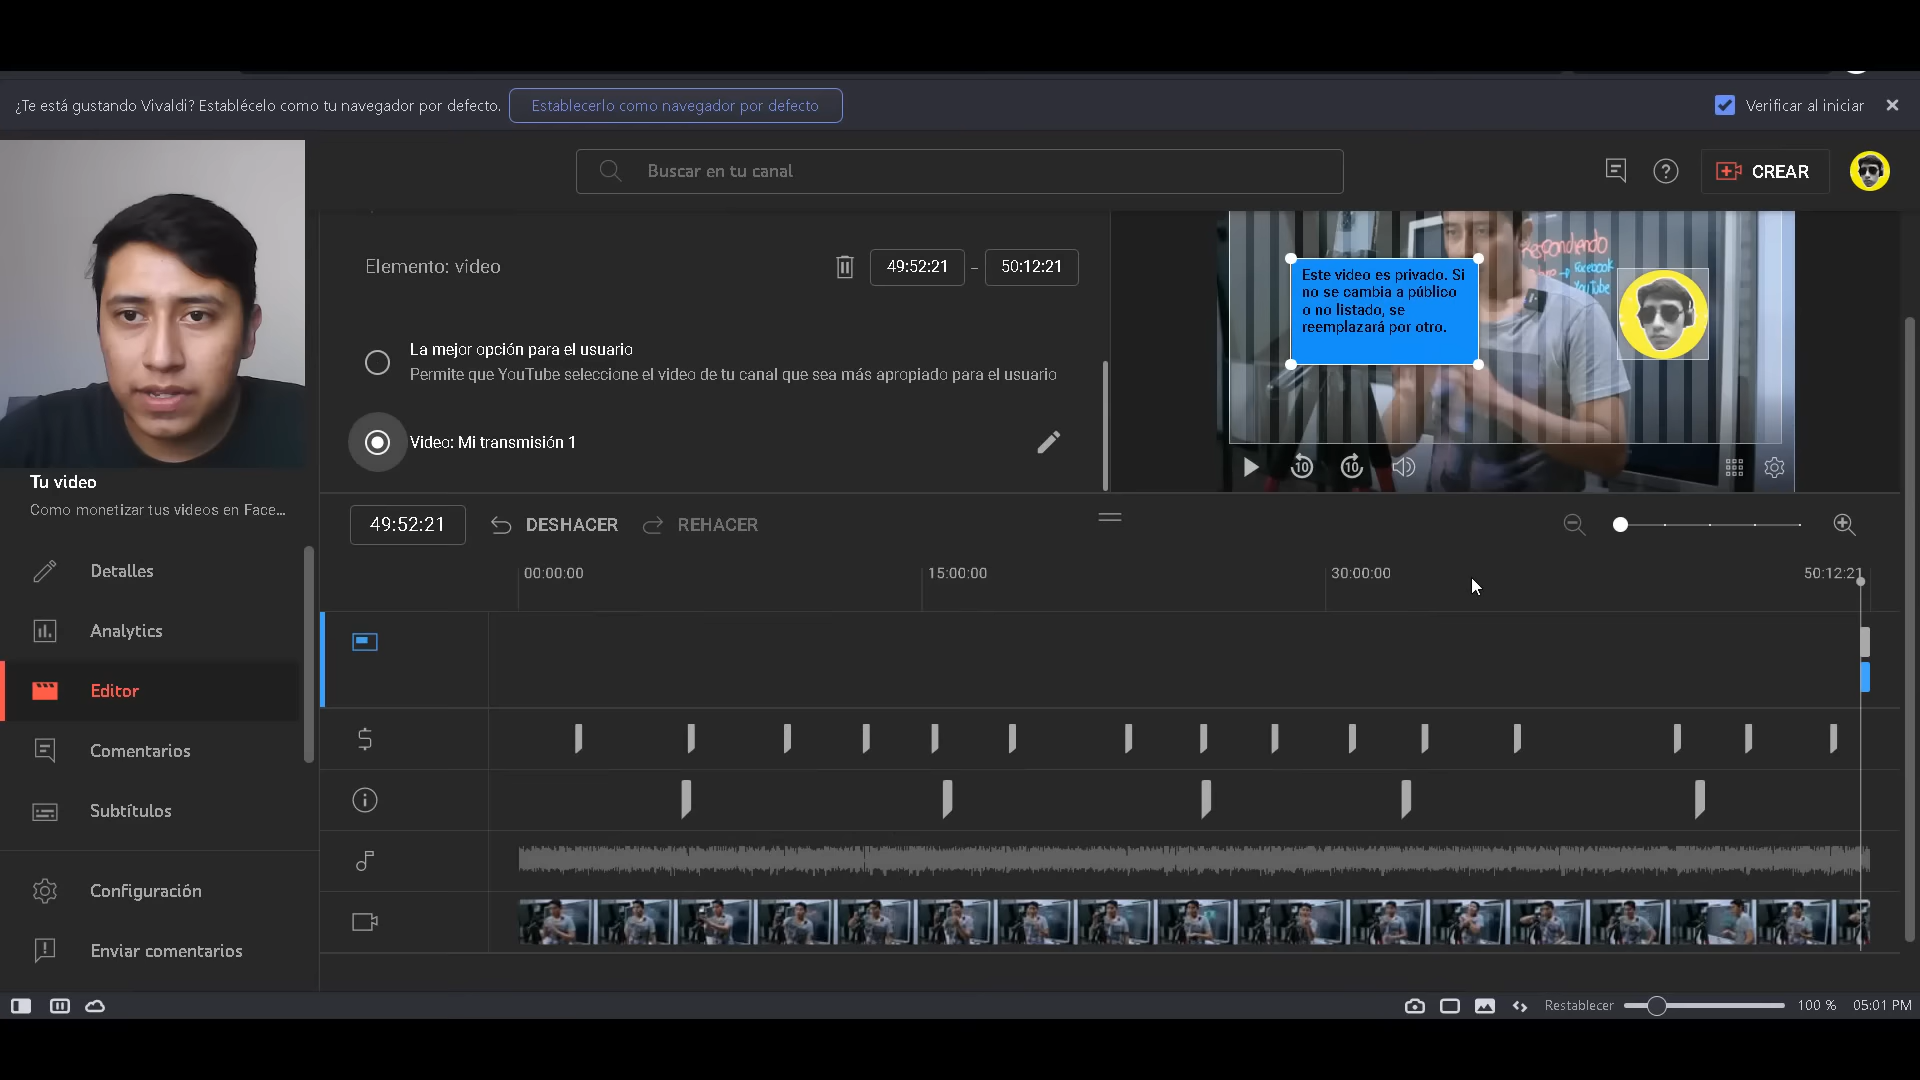 ¿Te está gustando Vivaldi? Establécelo como tu navegador por defecto.
Establecerlo como navegador por defecto
Verificar al iniciar
Buscar en tu canal
CREAR
Elemento: video
49:52:21 - 50:12:21
La mejor opción para el usuario
Permite que YouTube seleccione el video de tu canal que sea más apropiado para el usuario
Video: Mi transmisión 1
Este video es privado. Si
no se cambia a público
o no listado, se
reemplazará por otro.
Respondiendo
Facebook
YouTube
10
10
Tu video
Como monetizar tus videos en Face...
Detalles
Analytics
Editor
Comentarios
Subtítulos
Configuración
Enviar comentarios
49:52:21
DESHACER
REHACER
00:00:00
15:00:00
30:00:00
50:12:21
Restablecer
100 %
05:01 PM